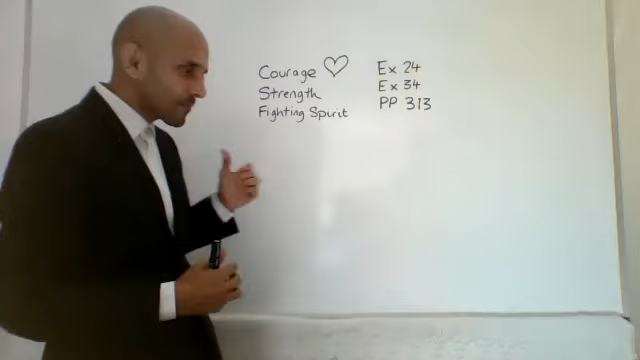 Courage ♡ Ex 24
Strength Ex 34
Fighting Spirit PP 313